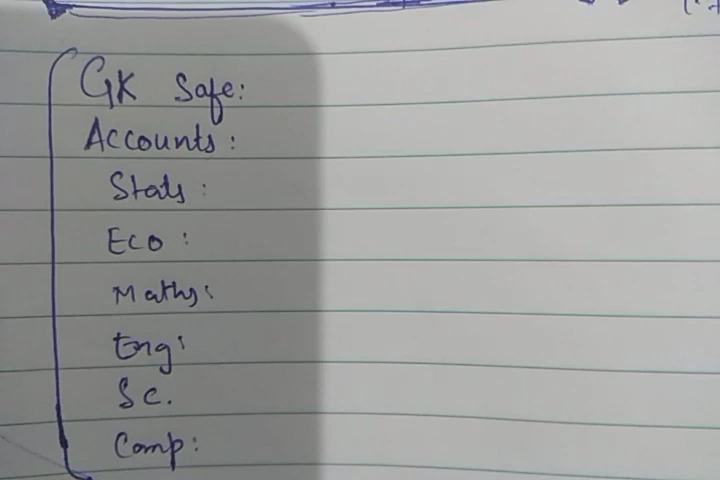 GK Safe:
Accounts:
Stats:
Eco:
Maths:
Eng:
Sc.
Comp: